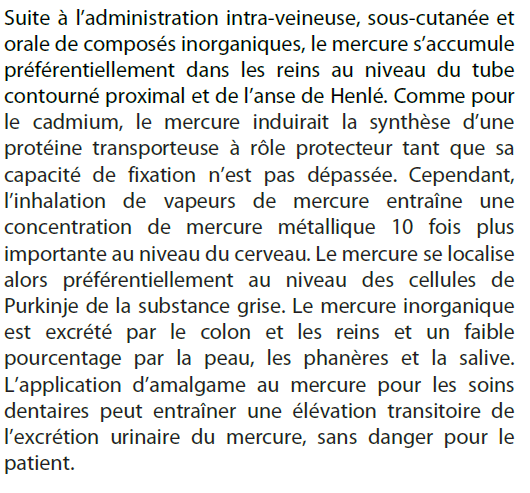 Suite à l’administration intra-veineuse, sous-cutanée et
orale de composés inorganiques, le mercure s’accumule
préférentiellement dans les reins au niveau du tube
contourné proximal et de l’anse de Henlé. Comme pour
le cadmium, le mercure induirait la synthèse d’une
protéine transporteuse à rôle protecteur tant que sa
capacité de fixation n’est pas dépassée. Cependant,
l’inhalation de vapeurs de mercure entraîne une
concentration de mercure métallique 10 fois plus
importante au niveau du cerveau. Le mercure se localise
alors préférentiellement au niveau des cellules de
Purkinje de la substance grise. Le mercure inorganique
est excrété par le colon et les reins et un faible
pourcentage par la peau, les phanères et la salive.
L’application d’amalgame au mercure pour les soins
dentaires peut entraîner une élévation transitoire de
l’excrétion urinaire du mercure, sans danger pour le
patient.